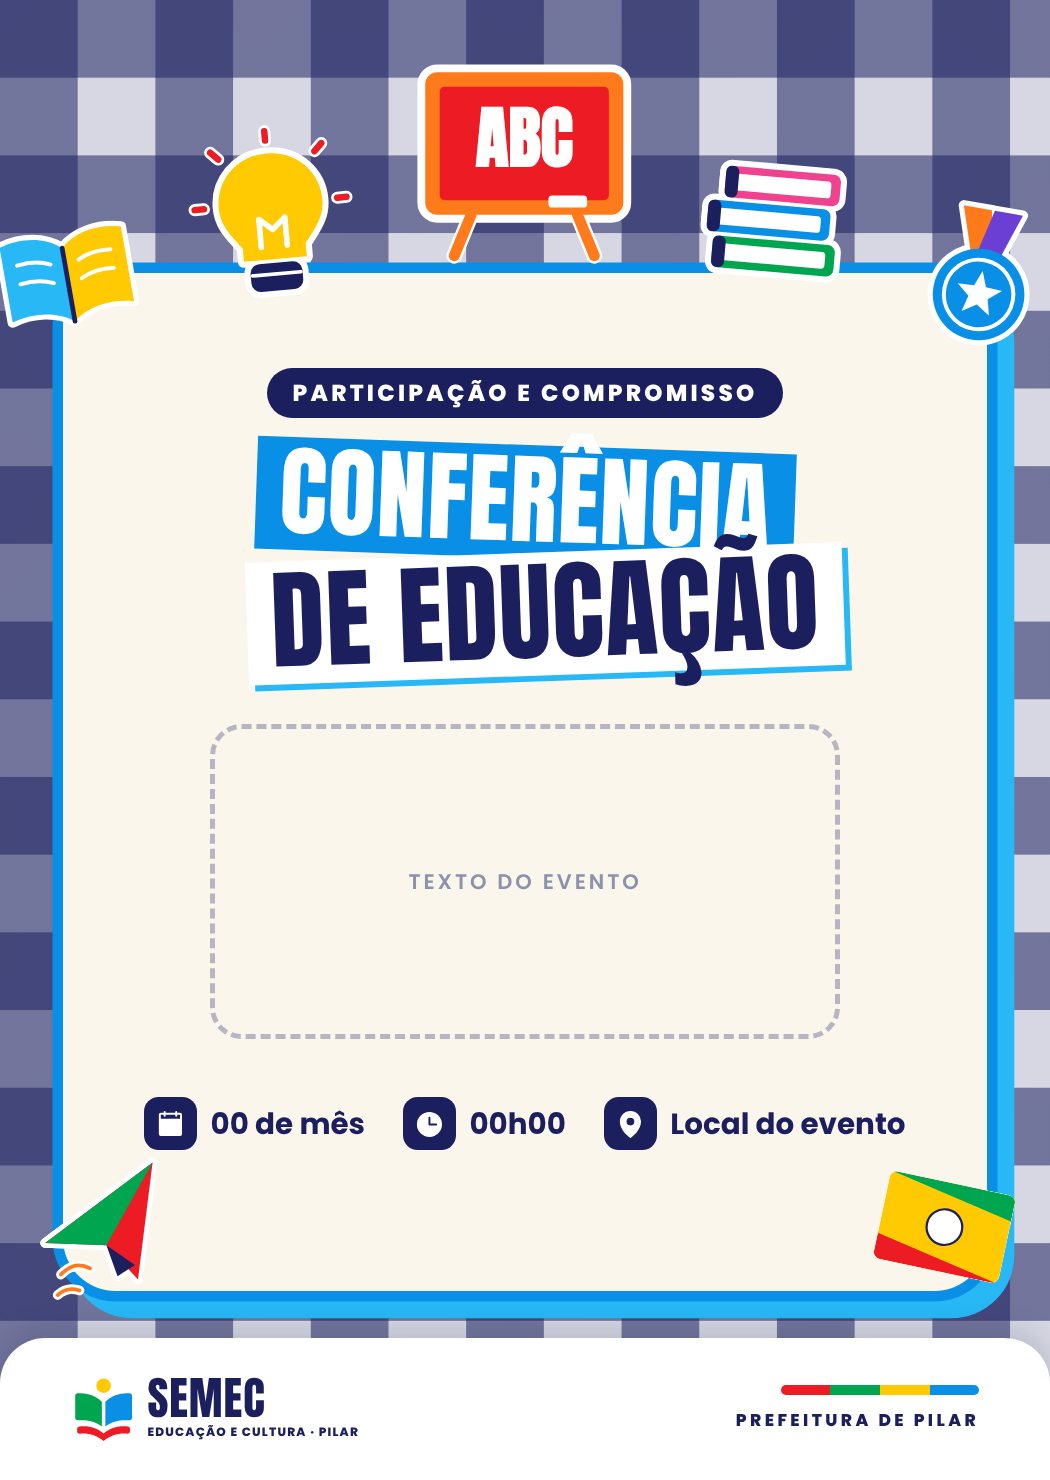 ABC
M
PARTICIPAÇÃO E COMPROMISSO
CONFERÊNCIA
DE EDUCAÇÃO
TEXTO DO EVENTO
00 de mês 00h00 Local do evento
SEMEC
EDUCAÇÃO E CULTURA · PILAR
PREFEITURA DE PILAR